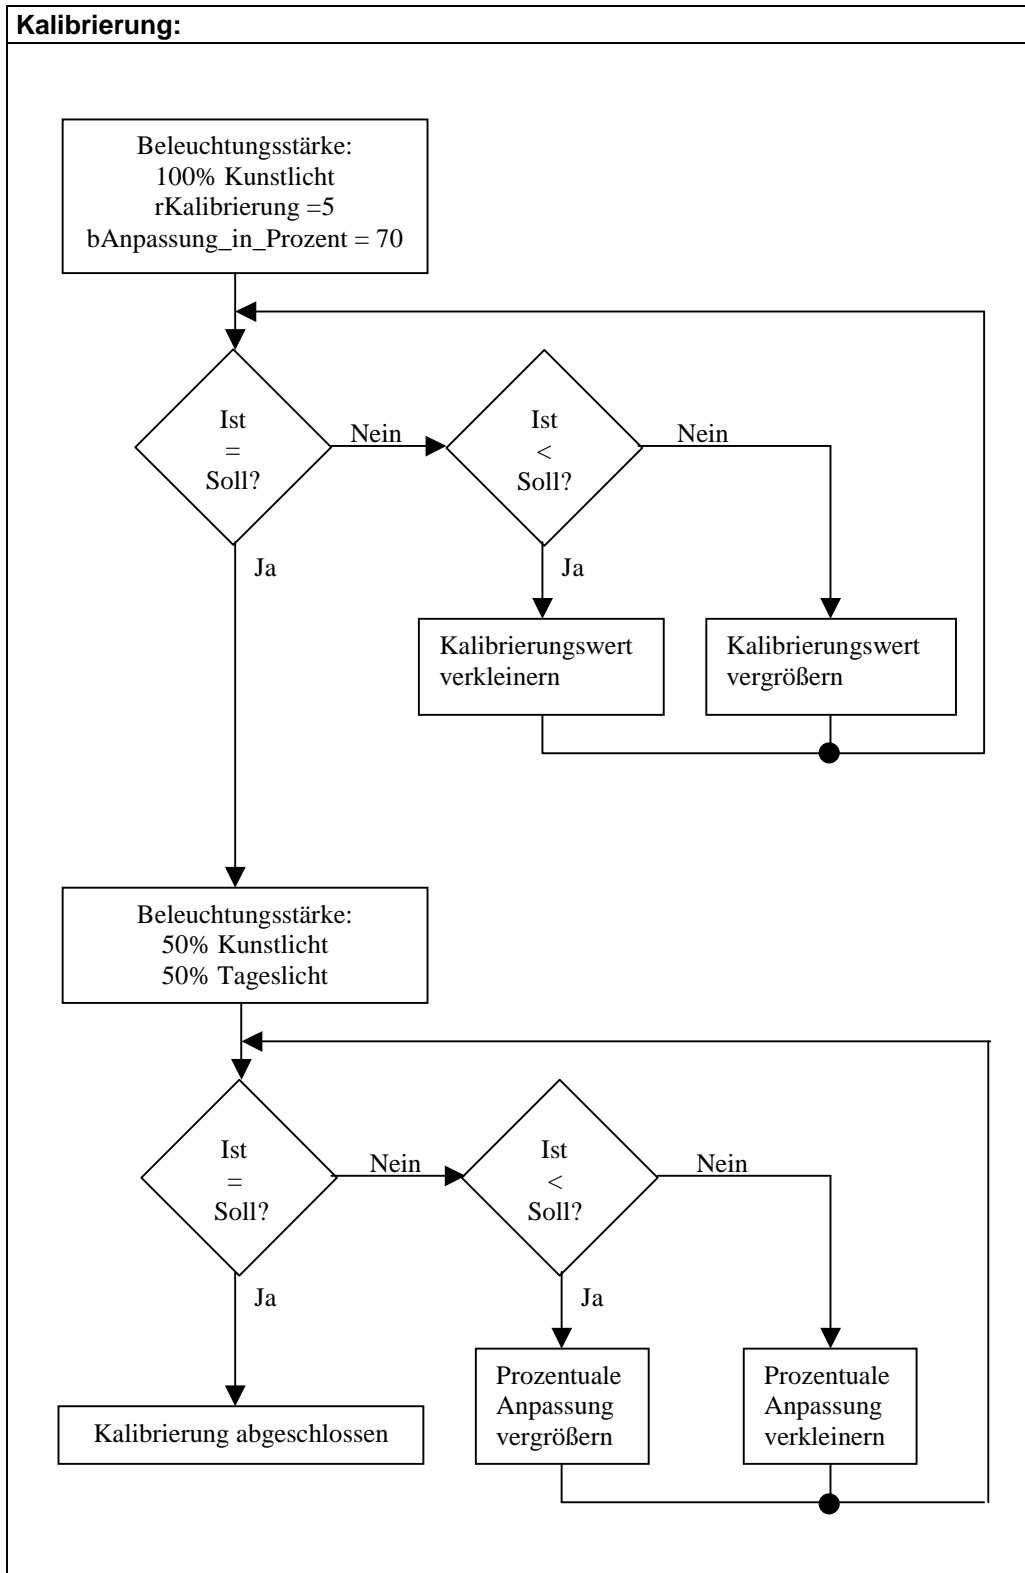 Kalibrierung:
Beleuchtungsstärke:
100% Kunstlicht
rKalibrierung =5
bAnpassung_in_Prozent = 70
Ist
=
Soll?
Nein
Ist
<
Soll?
Nein
Ja
Ja
Kalibrierungswert
verkleinern
Kalibrierungswert
vergrößern
Beleuchtungsstärke:
50% Kunstlicht
50% Tageslicht
Ist
=
Soll?
Nein
Ist
<
Soll?
Nein
Ja
Ja
Prozentuale
Anpassung
vergrößern
Prozentuale
Anpassung
verkleinern
Kalibrierung abgeschlossen